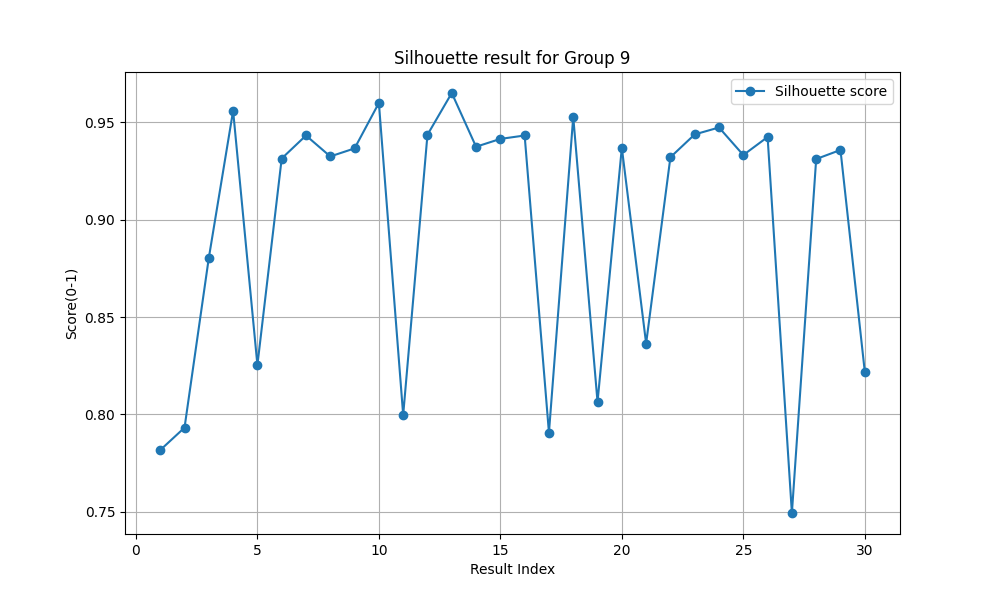 Silhouette result for Group 9
Silhouette score
Score(0-1)
0.95
0.90
0.85
0.80
0.75
0 5 10 15 20 25 30
Result Index